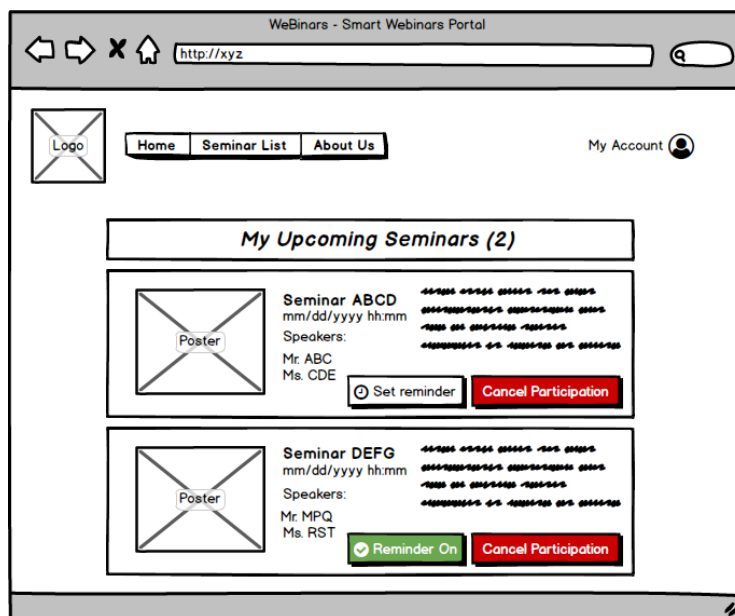 WeBinars - Smart Webinars Portal
http://xyz
Logo
Home Seminar List About Us
My Account
My Upcoming Seminars (2)
Poster
Seminar ABCD
mm/dd/yyyy hh:mm
Speakers:
Mr. ABC
Ms. CDE
Set reminder Cancel Participation
Poster
Seminar DEFG
mm/dd/yyyy hh:mm
Speakers:
Mr. MPQ
Ms. RST
Reminder On Cancel Participation